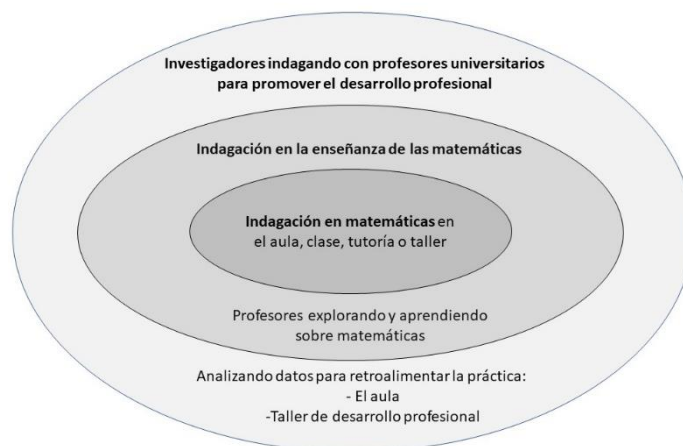 Investigadores indagando con profesores universitarios
para promover el desarrollo profesional
Indagación en la enseñanza de las matemáticas
Indagación en matemáticas en
el aula, clase, tutoría o taller
Profesores explorando y aprendiendo
sobre matemáticas
Analizando datos para retroalimentar la práctica:
- El aula
-Taller de desarrollo profesional